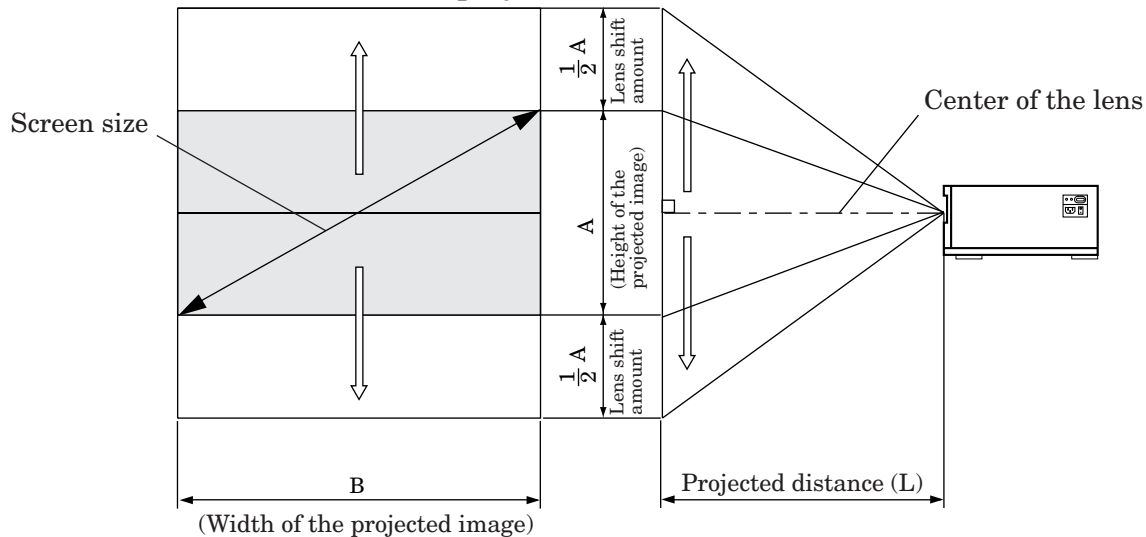 Screen size
1
2
A
Lens shift
amount
A
(Height of the
projected image)
1
2
A
Lens shift
amount
Center of the lens
B
(Width of the projected image)
Projected distance (L)